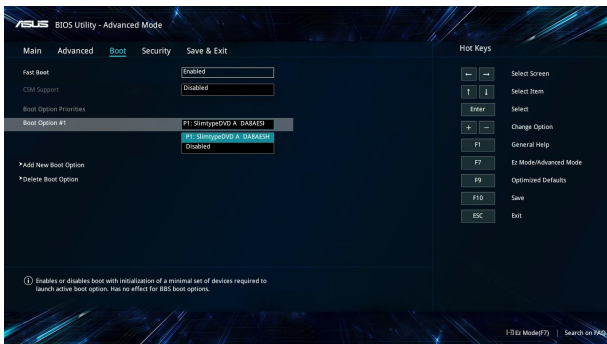 ASUS BIOS Utility - Advanced Mode
Main Advanced Boot Security Save & Exit
Hot Keys
Fast Boot Enabled
CSM Support Disabled
Boot Option Priorities
Boot Option #1 P1: SlimtypeDVD A DA8AESI
P1: SlimtypeDVD A DA8AESH
Disabled
Add New Boot Option
Delete Boot Option
← → Select Screen
↑ ↓ Select Item
Enter Select
+ − Change Option
F1 General Help
F7 Ez Mode/Advanced Mode
F9 Optimized Defaults
F10 Save
ESC Exit
Enables or disables boot with initialization of a minimal set of devices required to
launch active boot option. Has no effect for BBS boot options.
Ez Mode(F7) | Search on FAQ